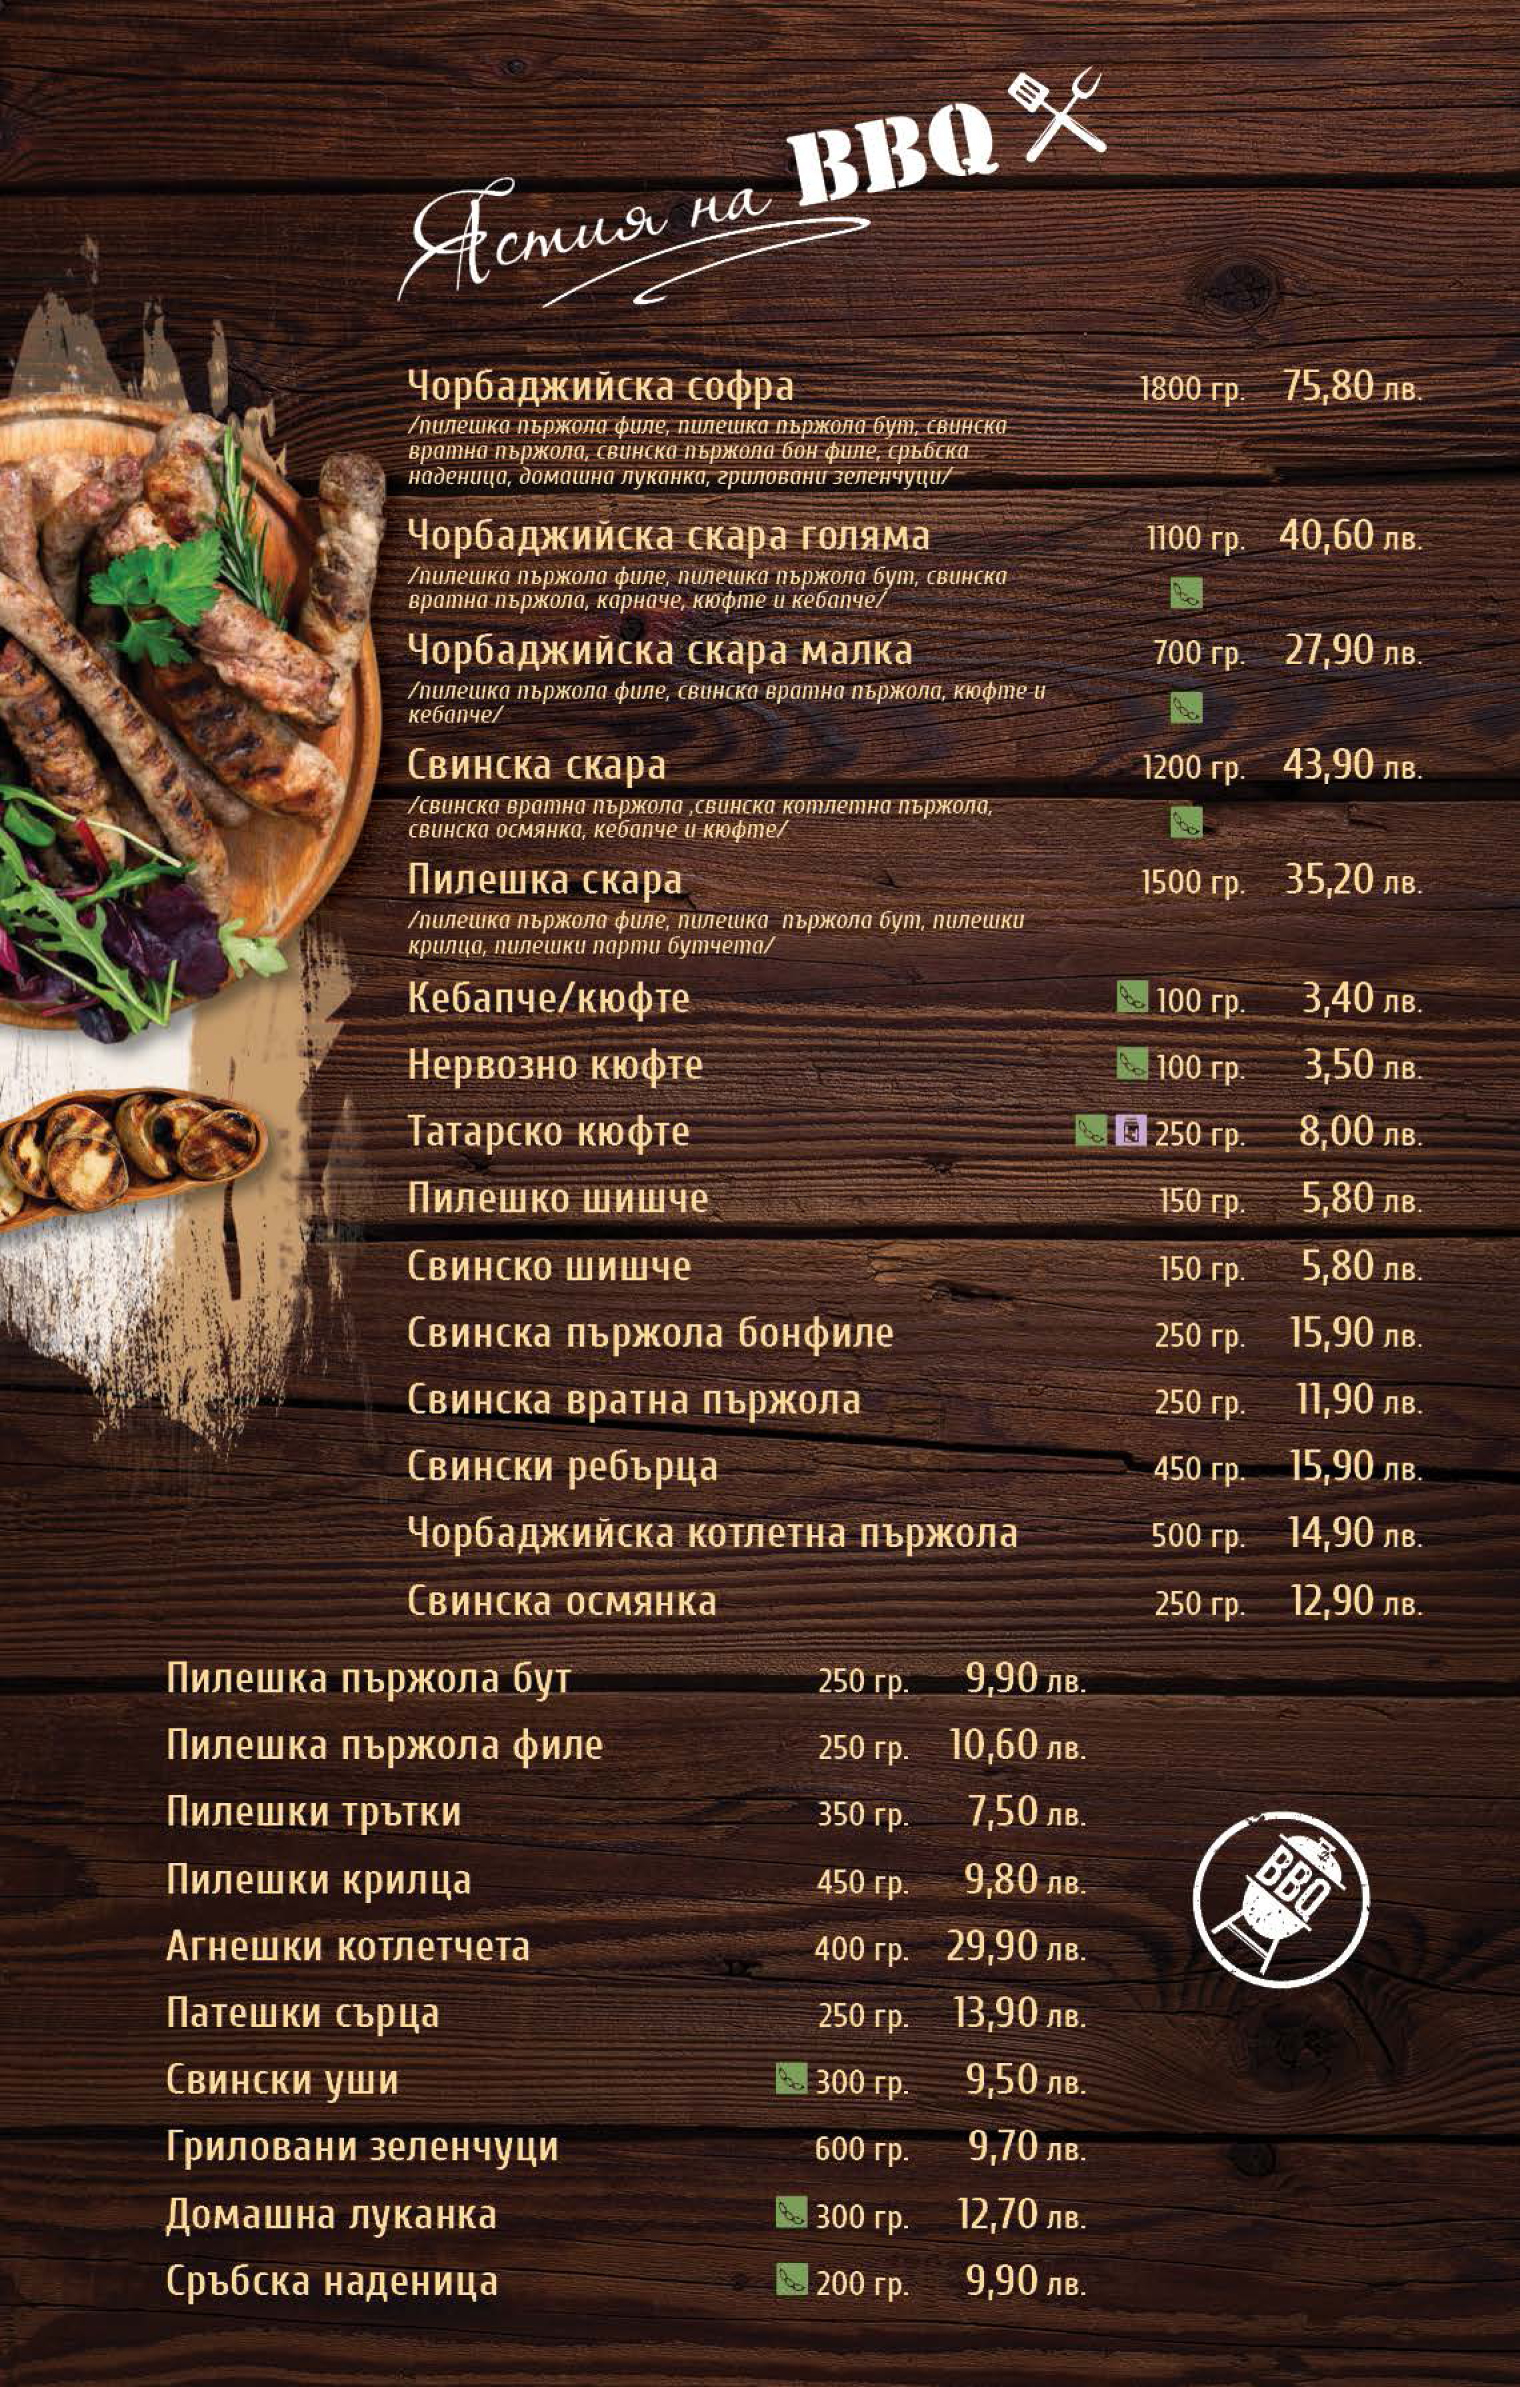 Ястия на BBQ
Чорбаджийска софра 1800 гр. 75,80 лв.
/пилешка пържола филе, пилешка пържола бут, свинска
вратна пържола, свинска пържола бон филе, сръбска
наденица, домашна луканка, гриловани зеленчуци/
Чорбаджийска скара голяма 1100 гр. 40,60 лв.
/пилешка пържола филе, пилешка пържола бут, свинска
вратна пържола, карначе, кюфте и кебапче/
Чорбаджийска скара малка 700 гр. 27,90 лв.
/пилешка пържола филе, свинска вратна пържола, кюфте и
кебапче/
Свинска скара 1200 гр. 43,90 лв.
/свинска вратна пържола ,свинска котлетна пържола,
свинска осмянка, кебапче и кюфте/
Пилешка скара 1500 гр. 35,20 лв.
/пилешка пържола филе, пилешка пържола бут, пилешки
крилца, пилешки парти бутчета/
Кебапче/кюфте 100 гр. 3,40 лв.
Нервозно кюфте 100 гр. 3,50 лв.
Татарско кюфте 250 гр. 8,00 лв.
Пилешко шишче 150 гр. 5,80 лв.
Свинско шишче 150 гр. 5,80 лв.
Свинска пържола бонфиле 250 гр. 15,90 лв.
Свинска вратна пържола 250 гр. 11,90 лв.
Свински ребърца 450 гр. 15,90 лв.
Чорбаджийска котлетна пържола 500 гр. 14,90 лв.
Свинска осмянка 250 гр. 12,90 лв.
Пилешка пържола бут 250 гр. 9,90 лв.
Пилешка пържола филе 250 гр. 10,60 лв.
Пилешки трътки 350 гр. 7,50 лв.
Пилешки крилца 450 гр. 9,80 лв.
Агнешки котлетчета 400 гр. 29,90 лв.
Патешки сърца 250 гр. 13,90 лв.
Свински уши 300 гр. 9,50 лв.
Гриловани зеленчуци 600 гр. 9,70 лв.
Домашна луканка 300 гр. 12,70 лв.
Сръбска наденица 200 гр. 9,90 лв.
BBQ